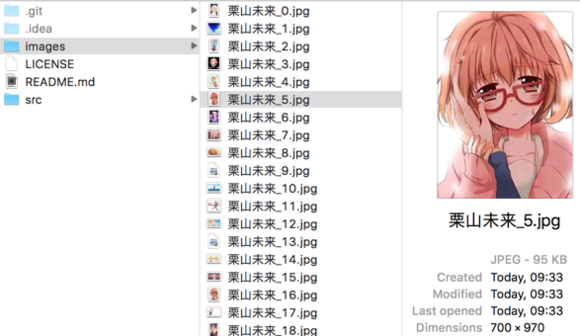 .git
.idea
images
LICENSE
README.md
src
栗山未来_0.jpg
栗山未来_1.jpg
栗山未来_2.jpg
栗山未来_3.jpg
栗山未来_4.jpg
栗山未来_5.jpg
栗山未来_6.jpg
栗山未来_7.jpg
栗山未来_8.jpg
栗山未来_9.jpg
栗山未来_10.jpg
栗山未来_11.jpg
栗山未来_12.jpg
栗山未来_13.jpg
栗山未来_14.jpg
栗山未来_15.jpg
栗山未来_16.jpg
栗山未来_17.jpg
栗山未来_18.jpg
栗山未来_5.jpg
JPEG - 95 KB
Created Today, 09:33
Modified Today, 09:33
Last opened Today, 09:33
Dimensions 700 × 970